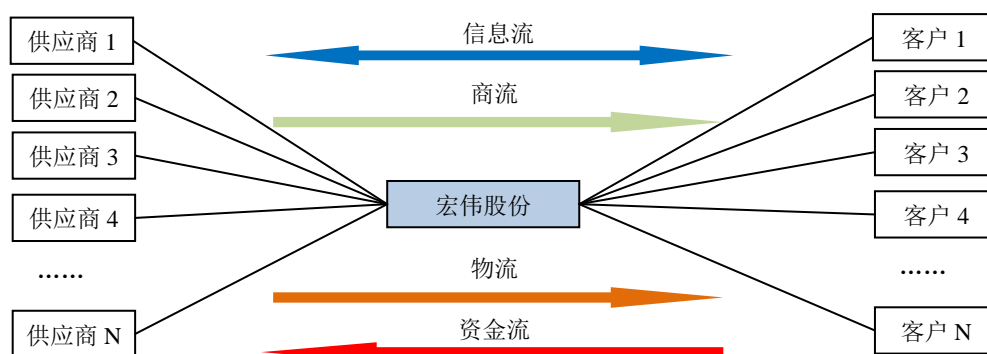 供应商 1
供应商 2
供应商 3
供应商 4
……
供应商 N
信息流
商流
宏伟股份
物流
资金流
客户 1
客户 2
客户 3
客户 4
……
客户 N